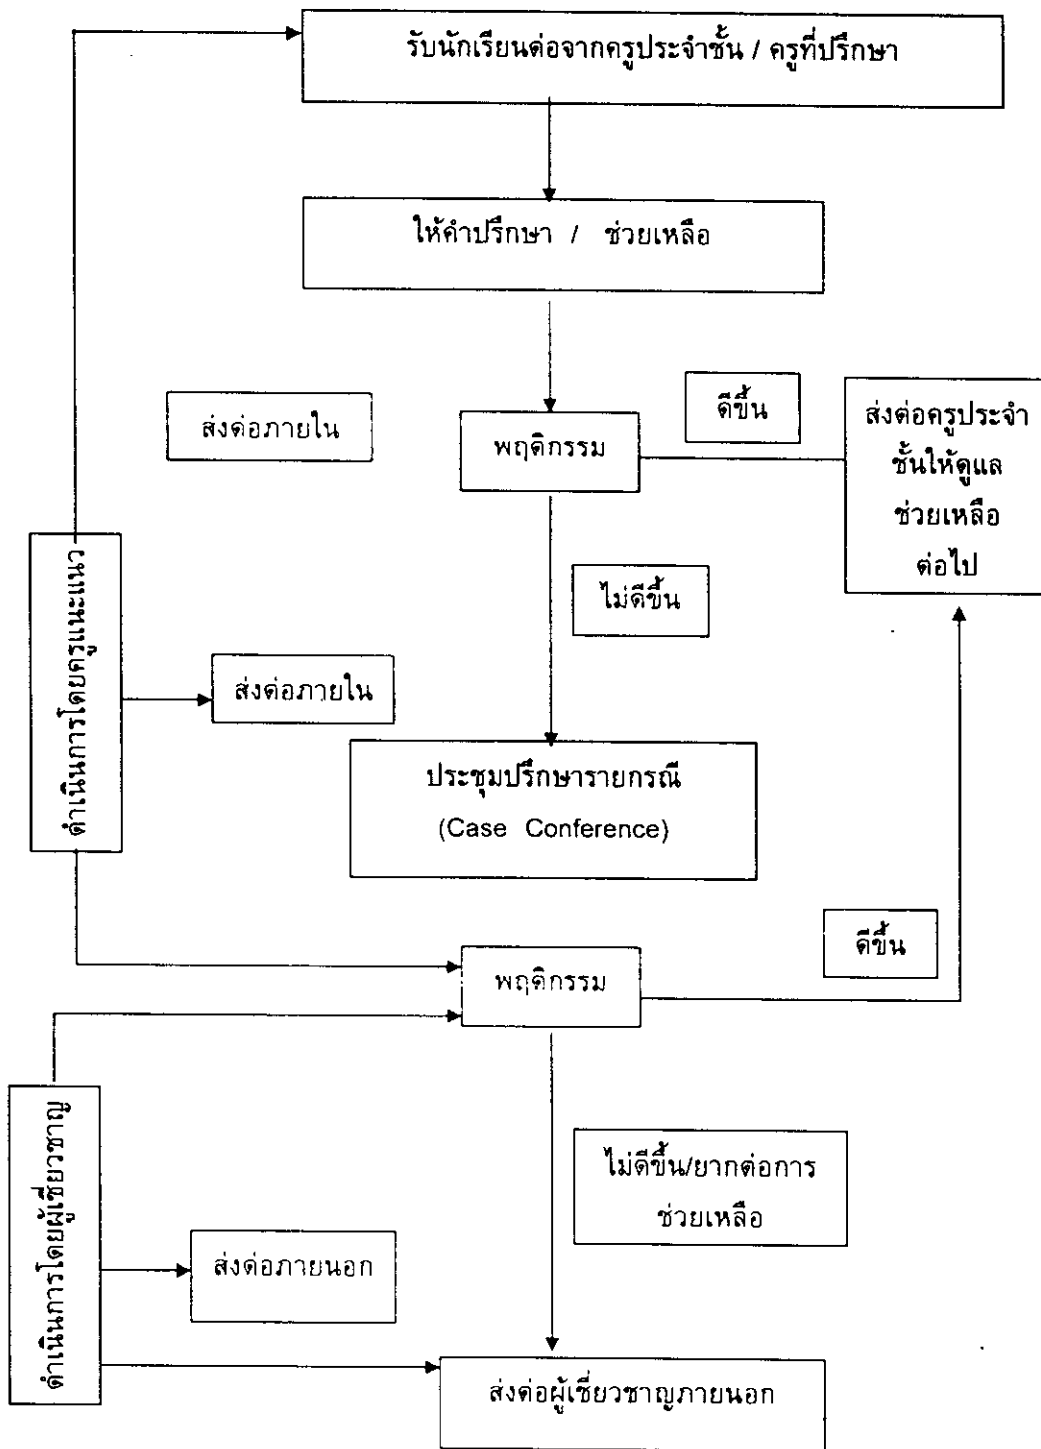 รับนักเรียนต่อจากครูประจำชั้น / ครูที่ปรึกษา
ให้คำปรึกษา / ช่วยเหลือ
ส่งต่อภายใน
พฤติกรรม
ดีขึ้น
ส่งต่อครูประจำ
ชั้นให้ดูแล
ช่วยเหลือ
ต่อไป
ไม่ดีขึ้น
ดำเนินการโดยครูแนะแนว
ส่งต่อภายใน
ประชุมปรึกษารายกรณี
(Case Conference)
ดีขึ้น
พฤติกรรม
ดำเนินการโดยผู้เชี่ยวชาญ
ไม่ดีขึ้น/ยากต่อการ
ช่วยเหลือ
ส่งต่อภายนอก
ส่งต่อผู้เชี่ยวชาญภายนอก